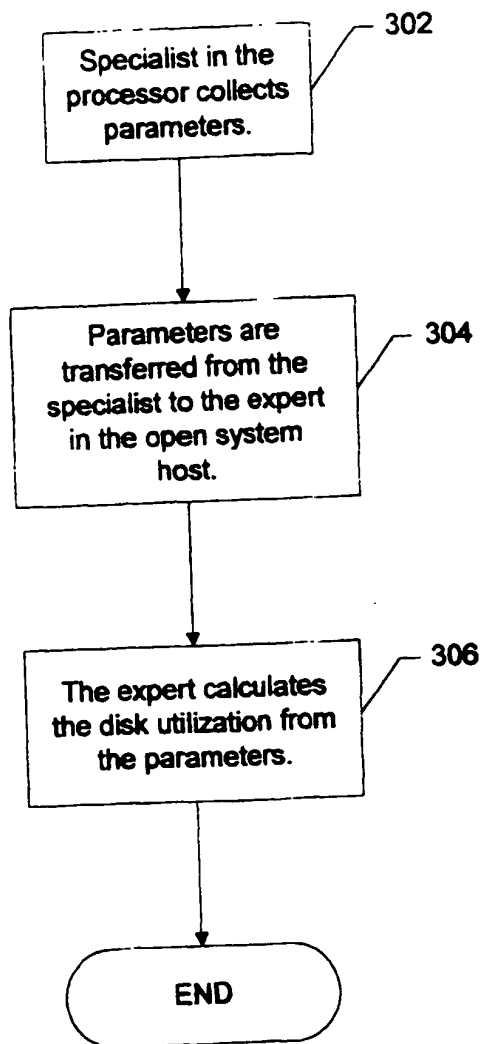 302
Specialist in the
processor collects
parameters.
304
Parameters are
transferred from the
specialist to the expert
in the open system
host.
306
The expert calculates
the disk utilization from
the parameters.
END